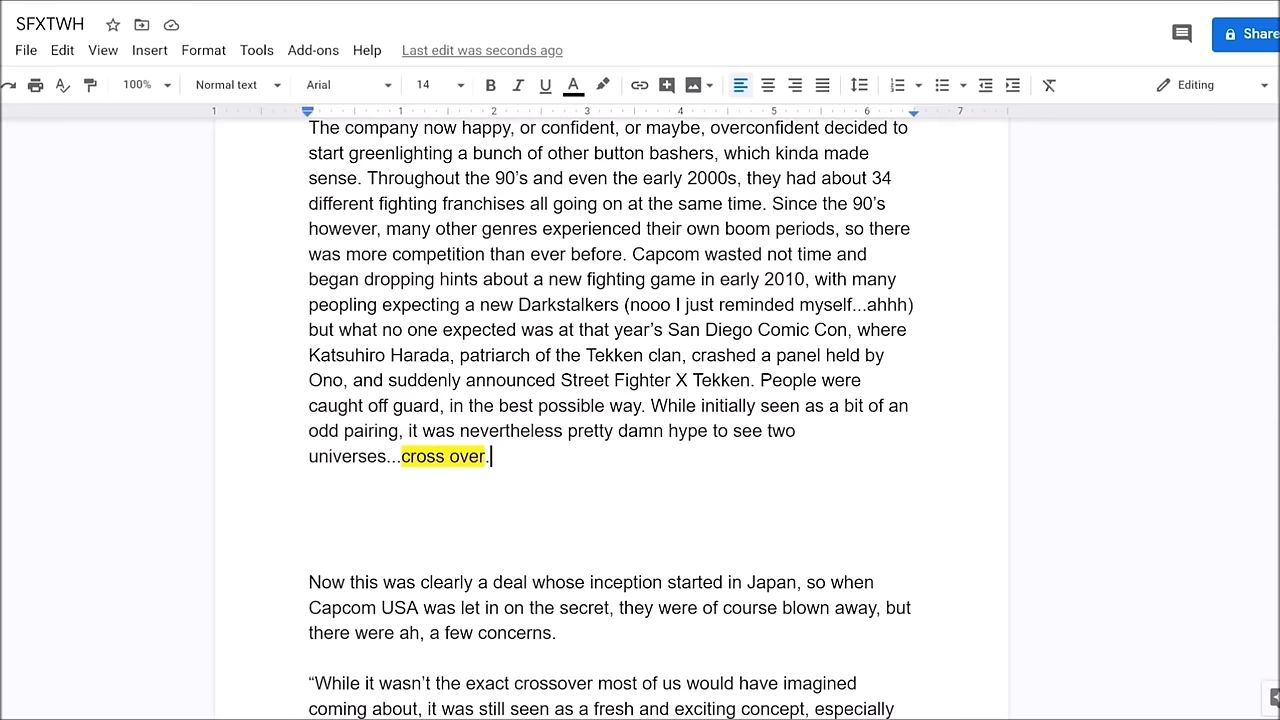 SFXTWH
File Edit View Insert Format Tools Add-ons Help Last edit was seconds ago
Share
100% Normal text Arial 14 B I U A Editing
1 1 2 3 4 5 6 7
The company now happy, or confident, or maybe, overconfident decided to
start greenlighting a bunch of other button bashers, which kinda made
sense. Throughout the 90’s and even the early 2000s, they had about 34
different fighting franchises all going on at the same time. Since the 90’s
however, many other genres experienced their own boom periods, so there
was more competition than ever before. Capcom wasted not time and
began dropping hints about a new fighting game in early 2010, with many
peopling expecting a new Darkstalkers (nooo I just reminded myself...ahhh)
but what no one expected was at that year’s San Diego Comic Con, where
Katsuhiro Harada, patriarch of the Tekken clan, crashed a panel held by
Ono, and suddenly announced Street Fighter X Tekken. People were
caught off guard, in the best possible way. While initially seen as a bit of an
odd pairing, it was nevertheless pretty damn hype to see two
universes...cross over.
Now this was clearly a deal whose inception started in Japan, so when
Capcom USA was let in on the secret, they were of course blown away, but
there were ah, a few concerns.
“While it wasn’t the exact crossover most of us would have imagined
coming about, it was still seen as a fresh and exciting concept, especially